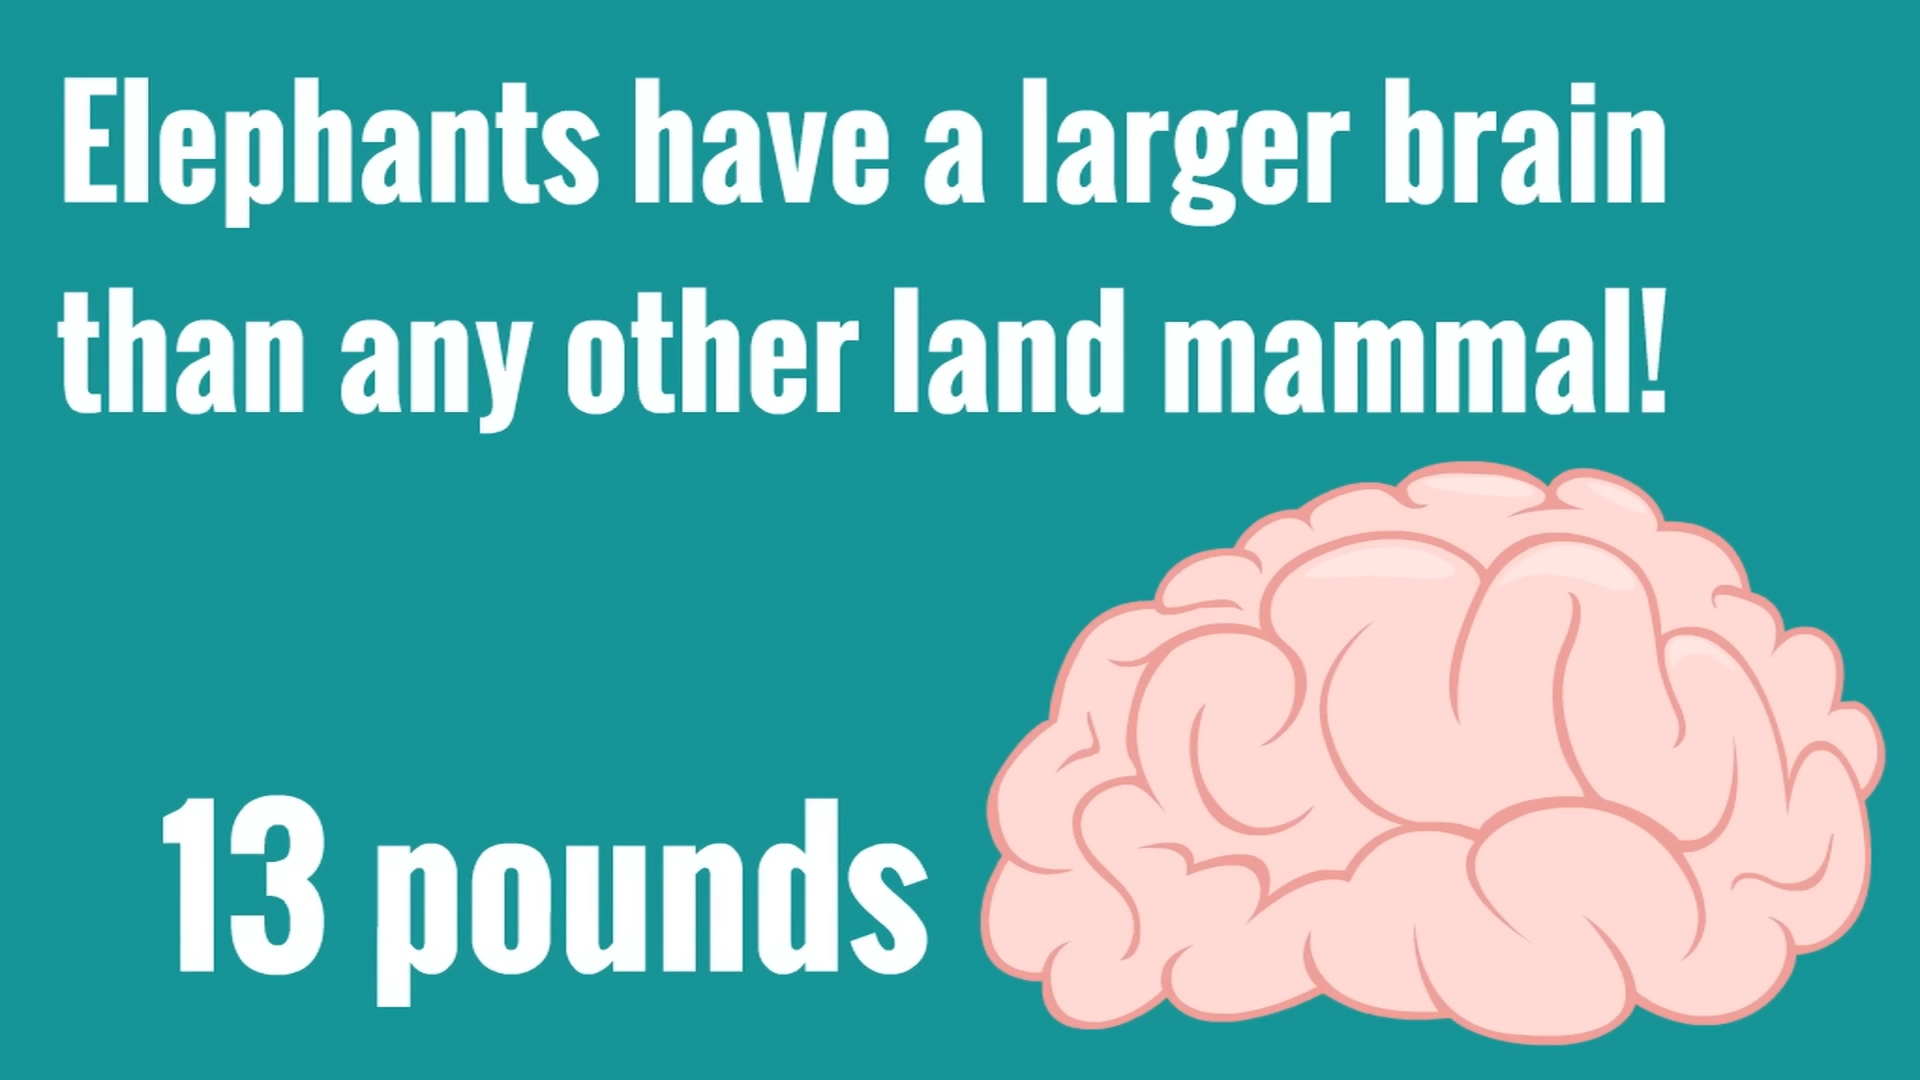 Elephants have a larger brain
than any other land mammal!
13 pounds